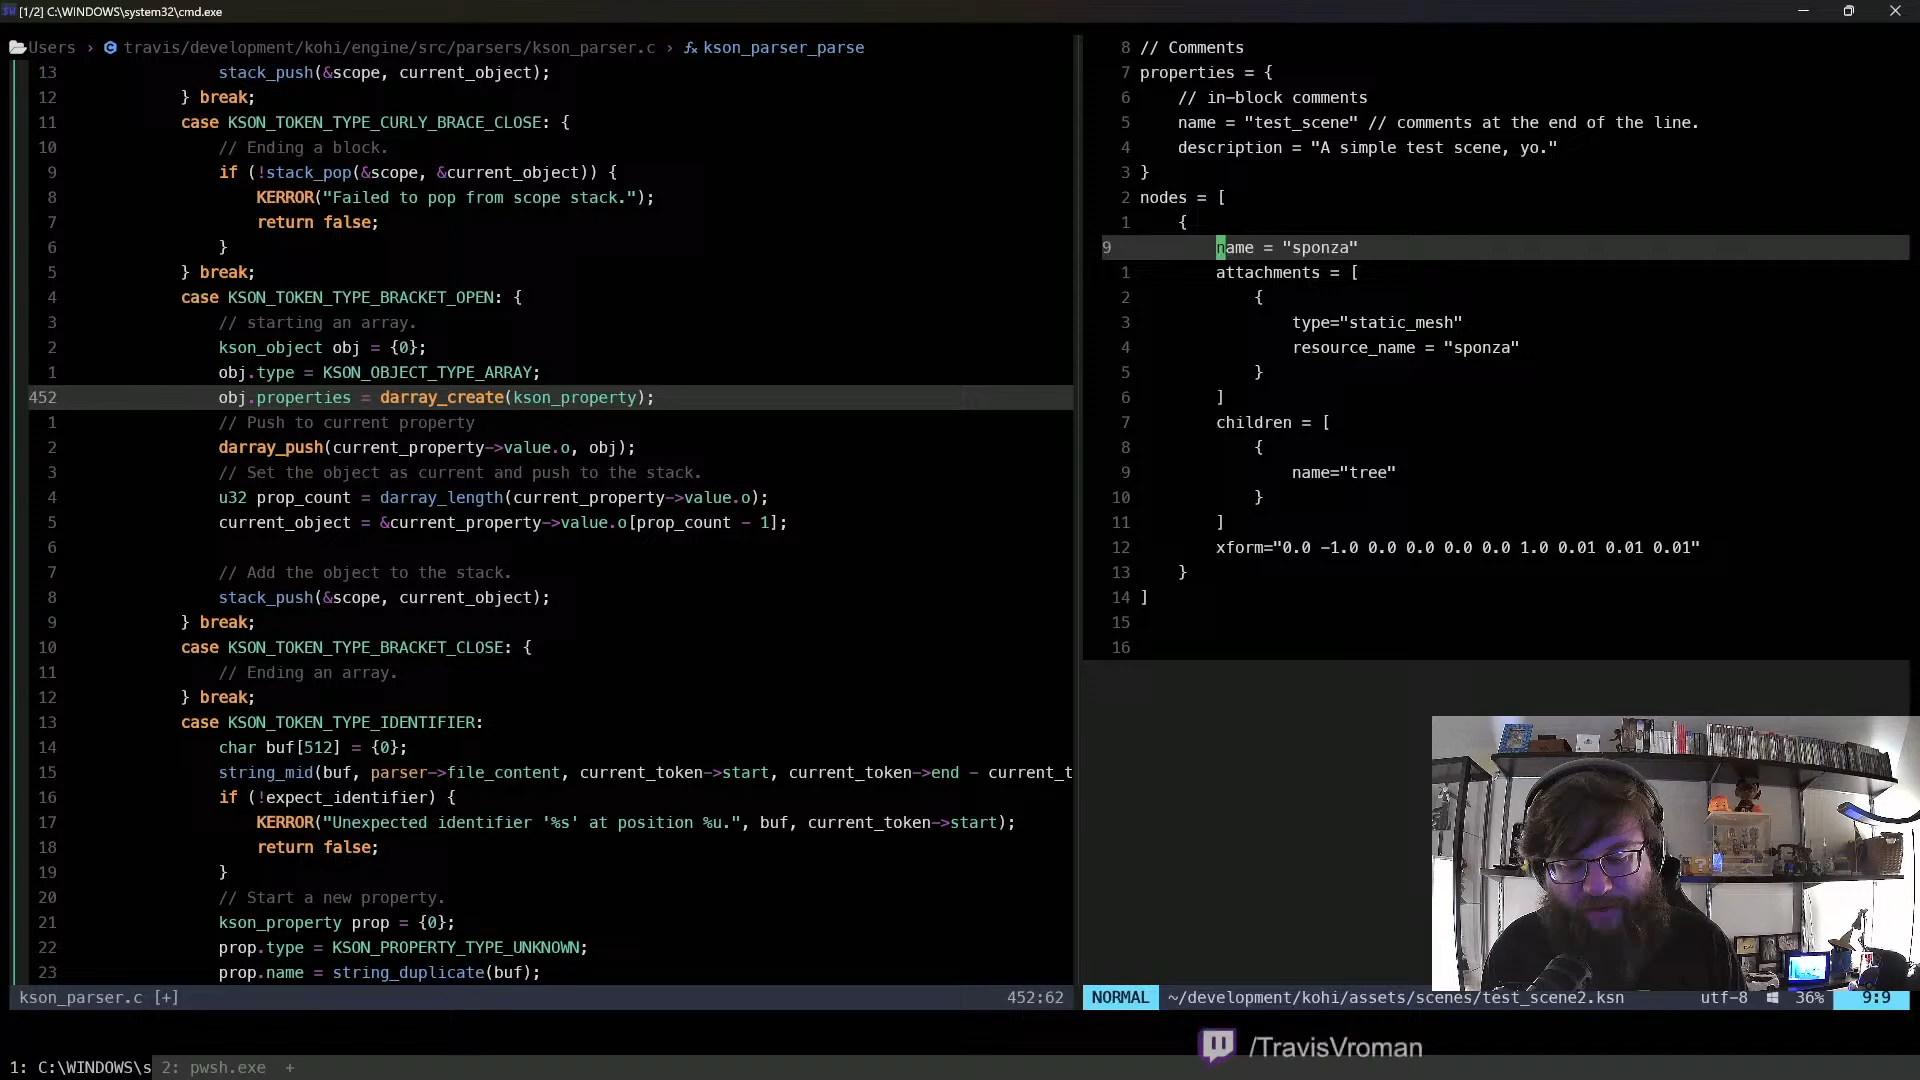 [1/2] C:\WINDOWS\system32\cmd.exe
Users › travis/development/kohi/engine/src/parsers/kson_parser.c › fx kson_parser_parse
13 stack_push(&scope, current_object);
12 } break;
11 case KSON_TOKEN_TYPE_CURLY_BRACE_CLOSE: {
10 // Ending a block.
9 if (!stack_pop(&scope, &current_object)) {
8 KERROR("Failed to pop from scope stack.");
7 return false;
6 }
5 } break;
4 case KSON_TOKEN_TYPE_BRACKET_OPEN: {
3 // starting an array.
2 kson_object obj = {0};
1 obj.type = KSON_OBJECT_TYPE_ARRAY;
452 obj.properties = darray_create(kson_property);
1 // Push to current property
2 darray_push(current_property->value.o, obj);
3 // Set the object as current and push to the stack.
4 u32 prop_count = darray_length(current_property->value.o);
5 current_object = &current_property->value.o[prop_count - 1];
6
7 // Add the object to the stack.
8 stack_push(&scope, current_object);
9 } break;
10 case KSON_TOKEN_TYPE_BRACKET_CLOSE: {
11 // Ending an array.
12 } break;
13 case KSON_TOKEN_TYPE_IDENTIFIER:
14 char buf[512] = {0};
15 string_mid(buf, parser->file_content, current_token->start, current_token->end - current_t
16 if (!expect_identifier) {
17 KERROR("Unexpected identifier '%s' at position %u.", buf, current_token->start);
18 return false;
19 }
20 // Start a new property.
21 kson_property prop = {0};
22 prop.type = KSON_PROPERTY_TYPE_UNKNOWN;
23 prop.name = string_duplicate(buf);
kson_parser.c [+] 452:62
8 // Comments
7 properties = {
6 // in-block comments
5 name = "test_scene" // comments at the end of the line.
4 description = "A simple test scene, yo."
3 }
2 nodes = [
1 {
9 name = "sponza"
1 attachments = [
2 {
3 type="static_mesh"
4 resource_name = "sponza"
5 }
6 ]
7 children = [
8 {
9 name="tree"
10 }
11 ]
12 xform="0.0 -1.0 0.0 0.0 0.0 0.0 1.0 0.01 0.01 0.01"
13 }
14 ]
15
16
NORMAL ~/development/kohi/assets/scenes/test_scene2.ksn utf-8 36% 9:9
/TravisVroman
1: C:\WINDOWS\s 2: pwsh.exe +